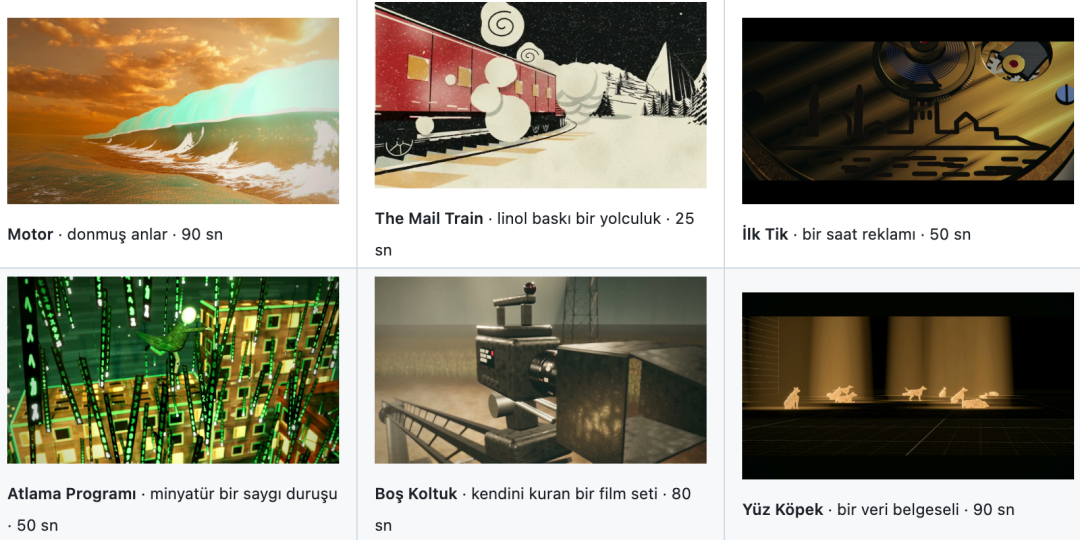 Motor · donmuş anlar · 90 sn
The Mail Train · linol baskı bir yolculuk · 25
sn
İlk Tik · bir saat reklamı · 50 sn
Atlama Programı · minyatür bir saygı duruşu
· 50 sn
Boş Koltuk · kendini kuran bir film seti · 80
sn
Yüz Köpek · bir veri belgeseli · 90 sn